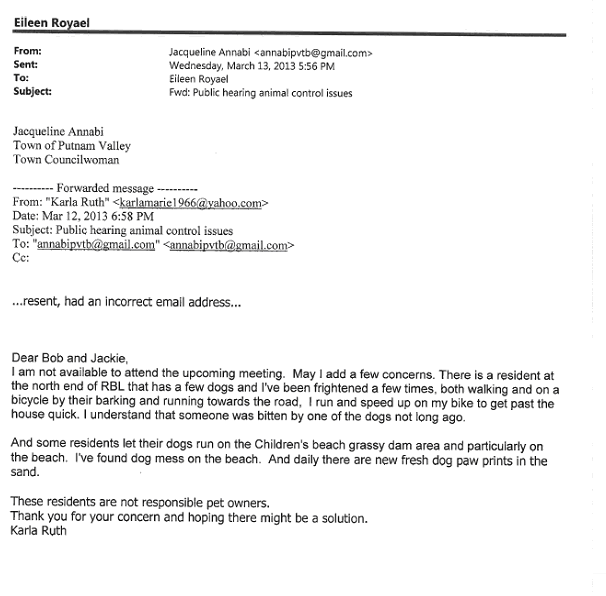 Eileen Royael
From: Jacqueline Annabi <annabipvtb@gmail.com>
Sent: Wednesday, March 13, 2013 5:56 PM
To: Eileen Royael
Subject: Fwd: Public hearing animal control issues
Jacqueline Annabi
Town of Putnam Valley
Town Councilwoman
---------- Forwarded message ----------
From: "Karla Ruth" <karlamarie1966@yahoo.com>
Date: Mar 12, 2013 6:58 PM
Subject: Public hearing animal control issues
To: "annabipvtb@gmail.com" <annabipvtb@gmail.com>
Cc:
...resent, had an incorrect email address...
Dear Bob and Jackie,
I am not available to attend the upcoming meeting.  May I add a few concerns. There is a resident at
the north end of RBL that has a few dogs and I've been frightened a few times, both walking and on a
bicycle by their barking and running towards the road,  I run and speed up on my bike to get past the
house quick. I understand that someone was bitten by one of the dogs not long ago.
And some residents let their dogs run on the Children's beach grassy dam area and particularly on
the beach.  I've found dog mess on the beach.  And daily there are new fresh dog paw prints in the
sand.
These residents are not responsible pet owners.
Thank you for your concern and hoping there might be a solution.
Karla Ruth